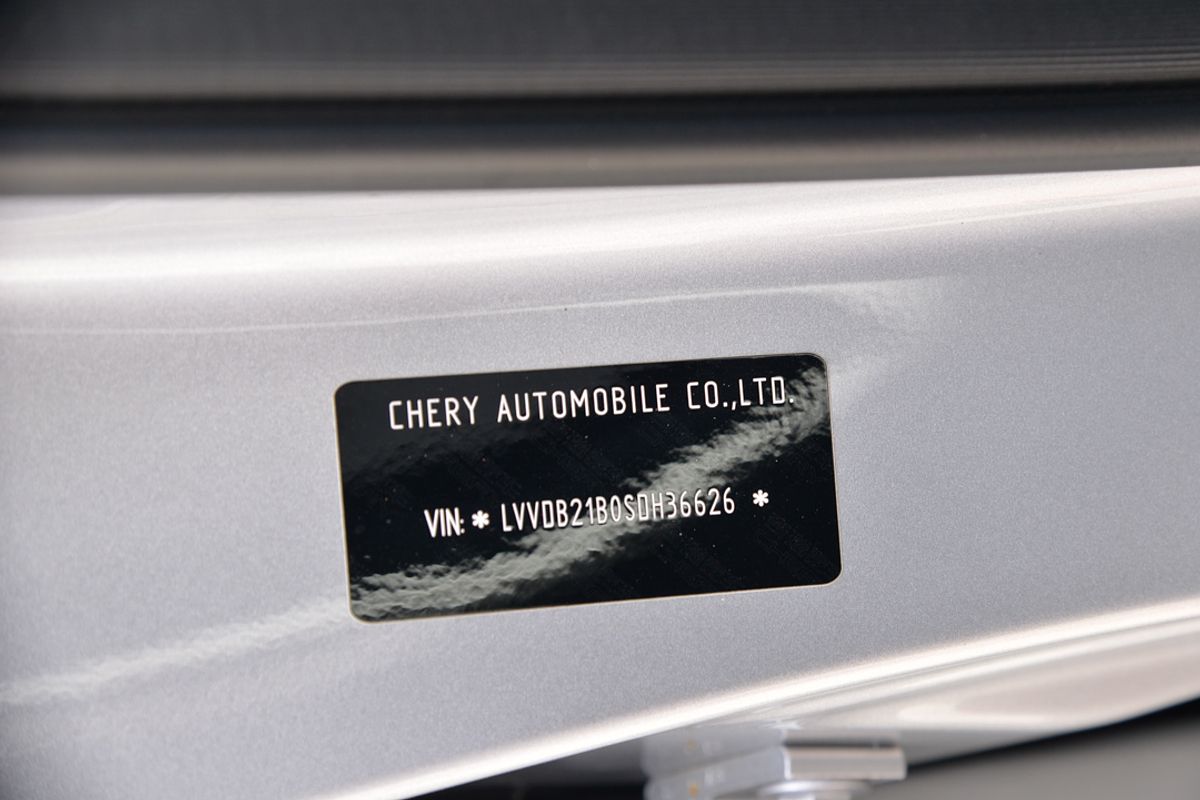 CHERY AUTOMOBILE CO.,LTD.
VIN: * LVVDB21B0SDH36626 *